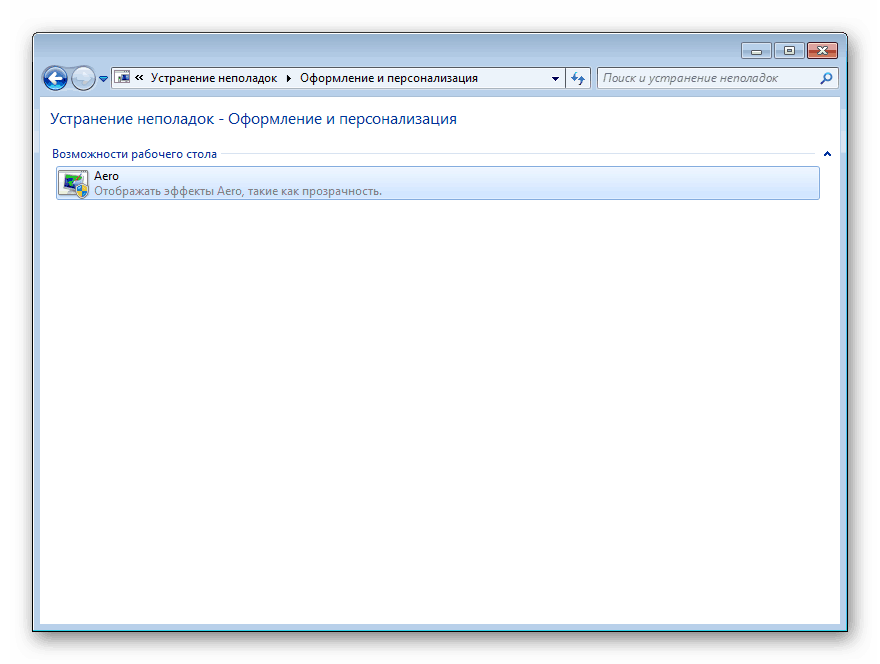 « Устранение неполадок ▸ Оформление и персонализация
Поиск и устранение неполадок
Устранение неполадок - Оформление и персонализация
Возможности рабочего стола
Aero
Отображать эффекты Aero, такие как прозрачность.